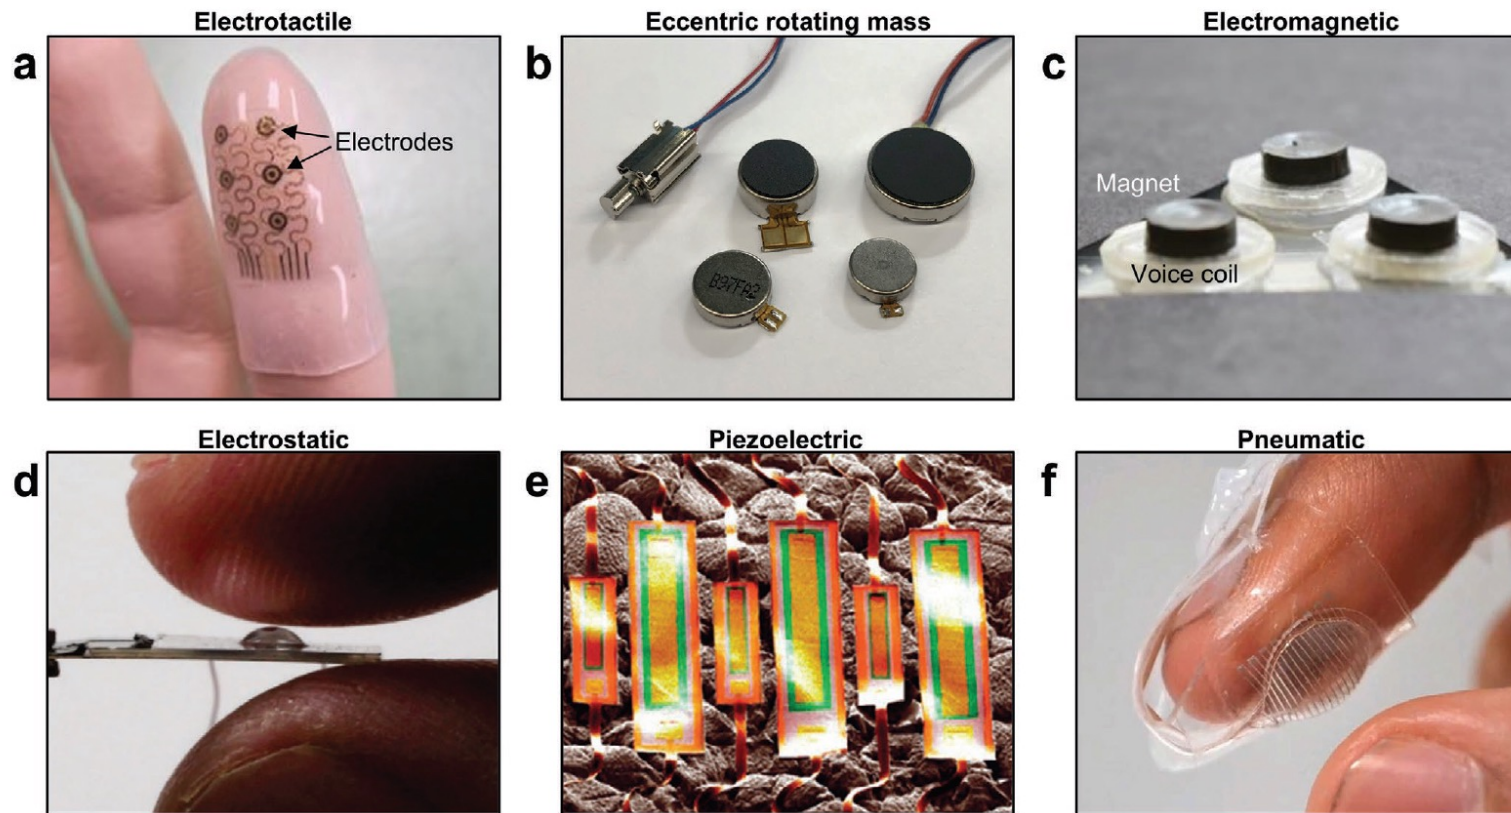 Electrotactile
Eccentric rotating mass
Electromagnetic
a
Electrodes
b
B97FA2
c
Magnet
Voice coil
Electrostatic
Piezoelectric
Pneumatic
d
e
f